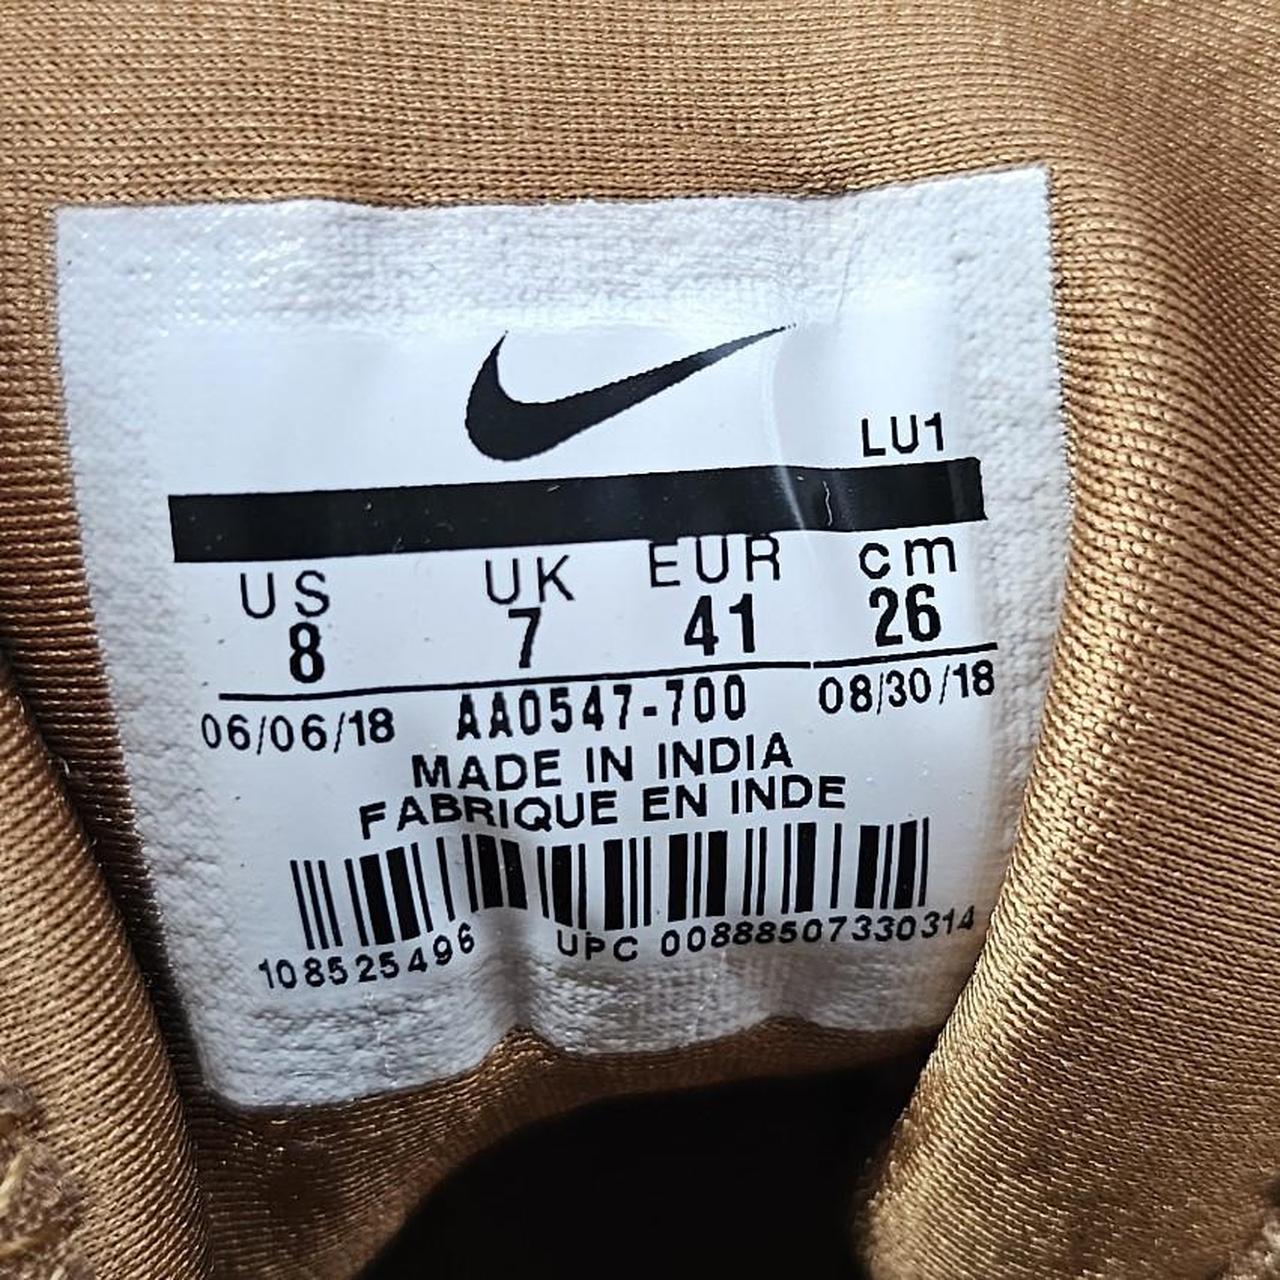 LU1
US UK EUR cm
8 7 41 26
06/06/18 AA0547-700 08/30/18
MADE IN INDIA
FABRIQUE EN INDE
108525496 UPC 00888507330314